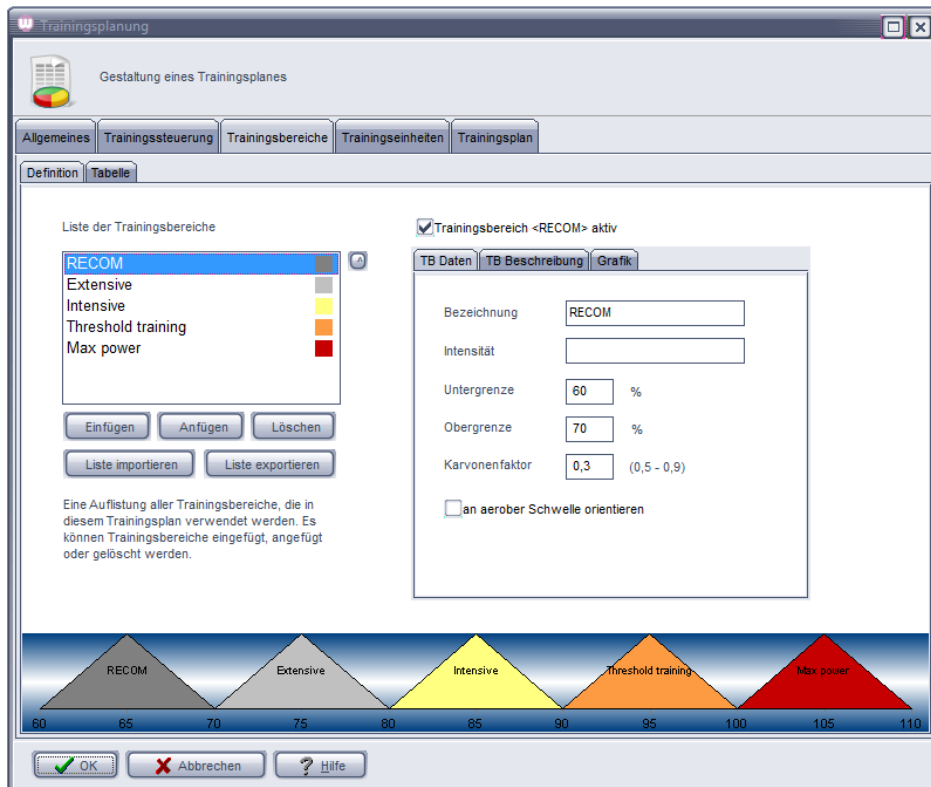 Trainingsplanung
Gestaltung eines Trainingsplanes
Allgemeines Trainingssteuerung Trainingsbereiche Trainingseinheiten Trainingsplan
Definition Tabelle
Liste der Trainingsbereiche
RECOM
Extensive
Intensive
Threshold training
Max power
Einfügen Anfügen Löschen
Liste importieren Liste exportieren
Eine Auflistung aller Trainingsbereiche, die in
diesem Trainingsplan verwendet werden. Es
können Trainingsbereiche eingefügt, angefügt
oder gelöscht werden.
Trainingsbereich <RECOM> aktiv
TB Daten TB Beschreibung Grafik
Bezeichnung RECOM
Intensität
Untergrenze 60 %
Obergrenze 70 %
Karvonenfaktor 0,3 (0,5 - 0,9)
an aerober Schwelle orientieren
RECOM Extensive Intensive Threshold training Max power
60 65 70 75 80 85 90 95 100 105 110
OK Abbrechen ? Hilfe